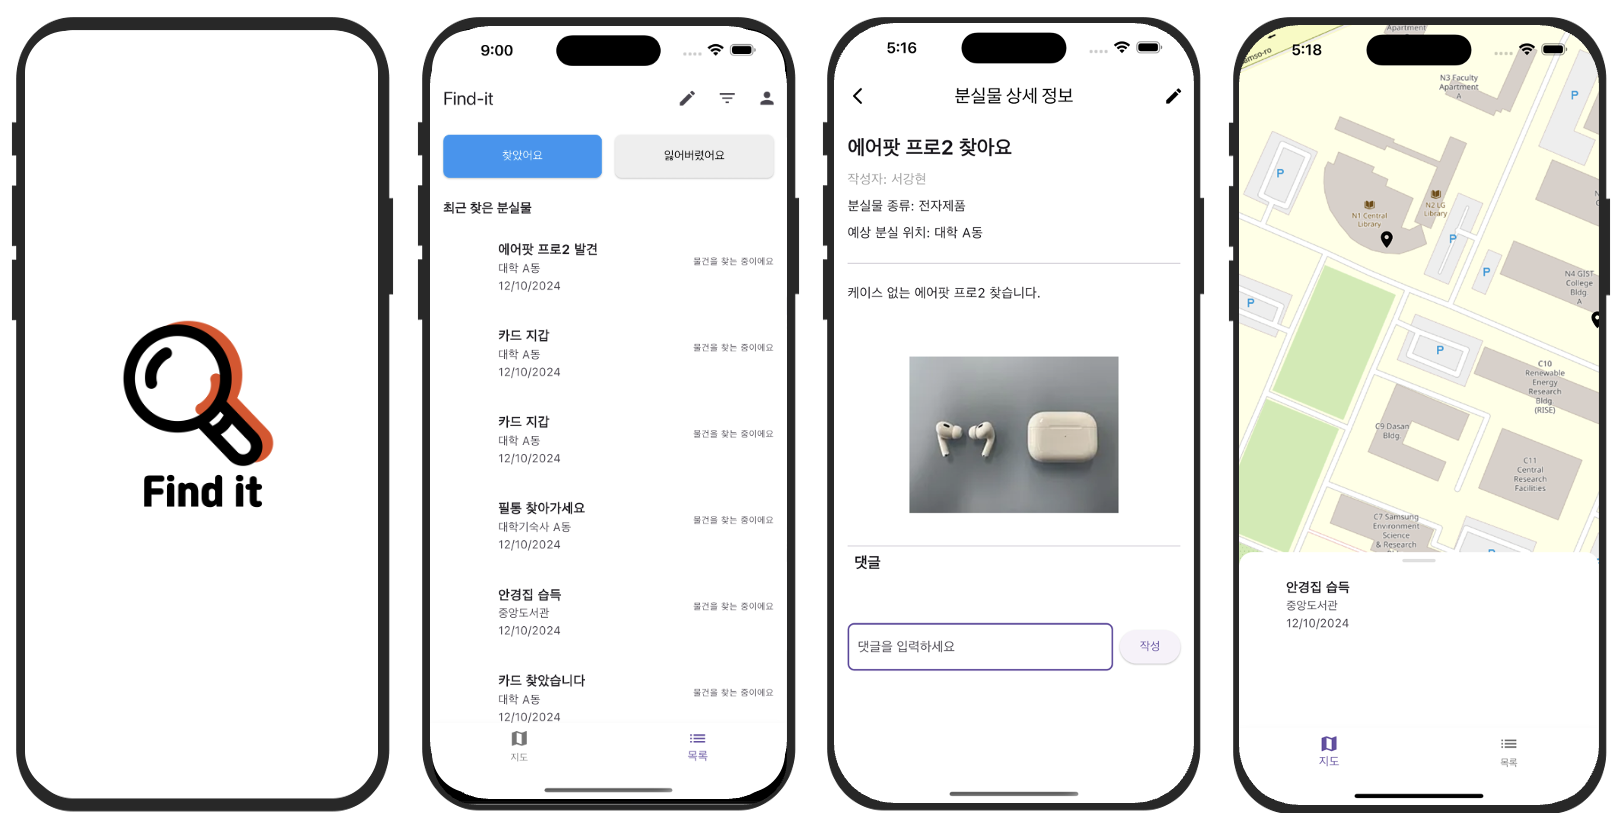 Find it
9:00
Find-it
찾았어요
잃어버렸어요
최근 찾은 분실물
에어팟 프로2 발견
대학 A동
12/10/2024
물건을 찾는 중이에요
카드 지갑
대학 A동
12/10/2024
물건을 찾는 중이에요
카드 지갑
대학 A동
12/10/2024
물건을 찾는 중이에요
필통 찾아가세요
대학기숙사 A동
12/10/2024
물건을 찾는 중이에요
안경집 습득
중앙도서관
12/10/2024
물건을 찾는 중이에요
카드 찾았습니다
대학 A동
12/10/2024
물건을 찾는 중이에요
지도
목록
5:16
분실물 상세 정보
에어팟 프로2 찾아요
작성자: 서강현
분실물 종류: 전자제품
예상 분실 위치: 대학 A동
케이스 없는 에어팟 프로2 찾습니다.
댓글
댓글을 입력하세요
작성
5:18
Apartment
A
N3 Faculty
Apartment
A
P
P
N2 LG
Library
N1 Central
Library
P
P
N4 GIST
College
Bldg
A
P
P
C10
Renewable
Energy
Research
Bldg.
(RISE)
C9 Dasan
Bldg.
C11
Central
Research
Facilities
C7 Samsung
Environment
Science
& Research
P
안경집 습득
중앙도서관
12/10/2024
지도
목록